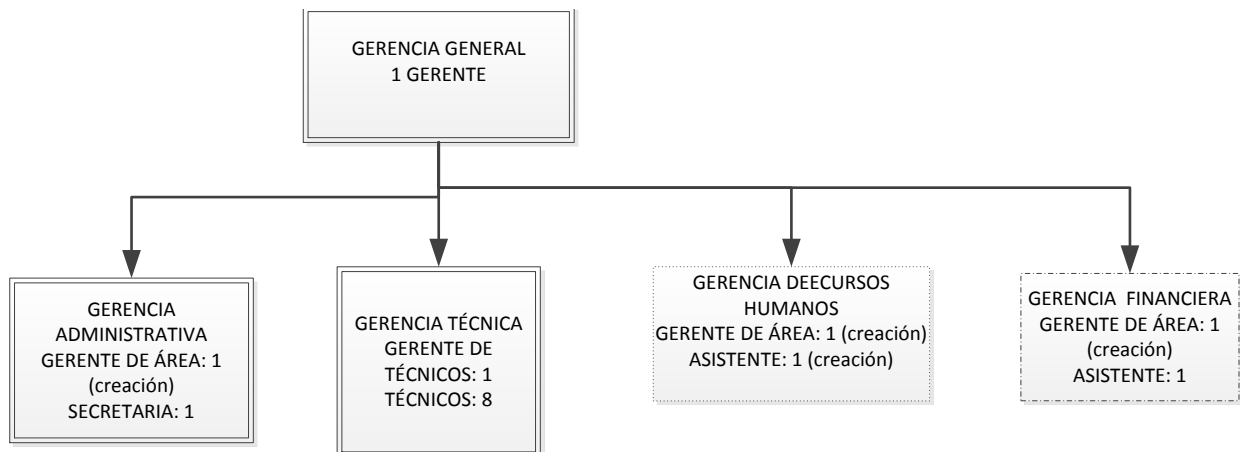 GERENCIA GENERAL
1 GERENTE
GERENCIA
ADMINISTRATIVA
GERENTE DE ÁREA: 1
(creación)
SECRETARIA: 1
GERENCIA TÉCNICA
GERENTE DE
TÉCNICOS: 1
TÉCNICOS: 8
GERENCIA DEECURSOS
HUMANOS
GERENTE DE ÁREA: 1 (creación)
ASISTENTE: 1 (creación)
GERENCIA FINANCIERA
GERENTE DE ÁREA: 1
(creación)
ASISTENTE: 1